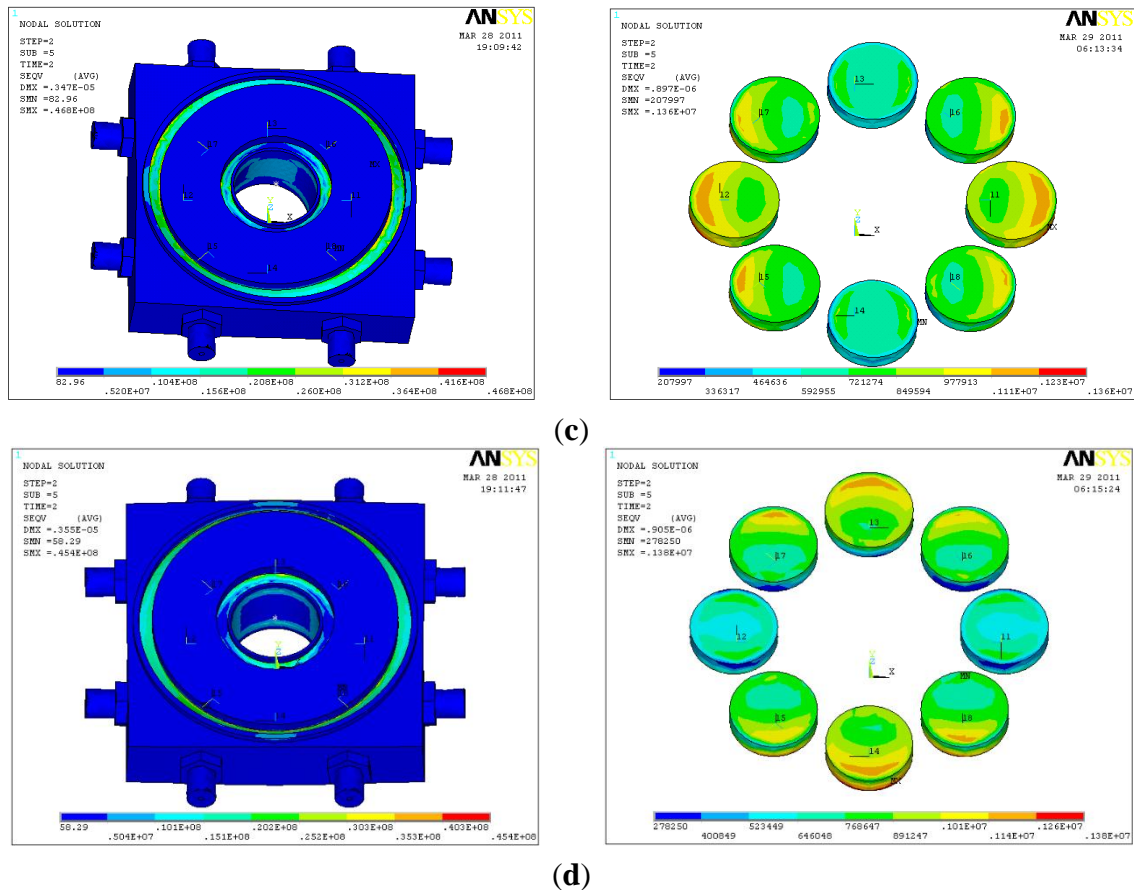 1
ANSYS
NODAL SOLUTION
MAR 28 2011
19:09:42
STEP=2
SUB =5
TIME=2
SEQV (AVG)
DMX =.347E-05
SMN =82.96
SMX =.468E+08
MX
X
82.96 .104E+08 .208E+08 .312E+08 .416E+08
.520E+07 .156E+08 .260E+08 .364E+08 .468E+08
1
ANSYS
NODAL SOLUTION
MAR 29 2011
06:13:34
STEP=2
SUB =5
TIME=2
SEQV (AVG)
DMX =.897E-06
SMN =207997
SMX =.136E+07
13
17
16
12
11
X
MX
15
18
14
MN
207997 464636 721274 977913 .123E+07
336317 592955 849594 .111E+07 .136E+07
(c)
1
ANSYS
NODAL SOLUTION
MAR 28 2011
19:11:47
STEP=2
SUB =5
TIME=2
SEQV (AVG)
DMX =.355E-05
SMN =58.29
SMX =.454E+08
X
58.29 .101E+08 .202E+08 .303E+08 .403E+08
.504E+07 .151E+08 .252E+08 .353E+08 .454E+08
1
ANSYS
NODAL SOLUTION
MAR 29 2011
06:15:24
STEP=2
SUB =5
TIME=2
SEQV (AVG)
DMX =.905E-06
SMN =278250
SMX =.138E+07
13
17
16
12
11
X
MN
15
18
14
MX
278250 523449 768647 .101E+07 .126E+07
400849 646048 891247 .114E+07 .138E+07
(d)